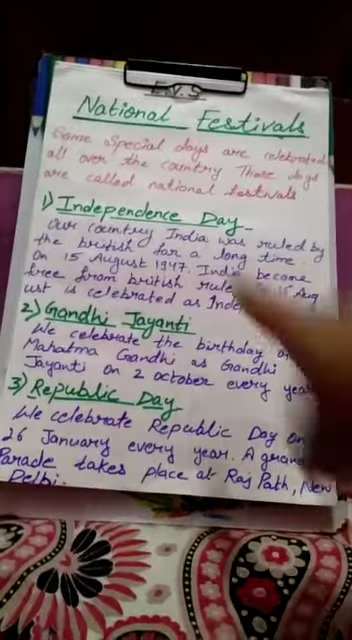 E.V.S
National Festivals
Some special days are celebrated
all over the country These days
are called national festivals
1) Independence Day -
Our country India was ruled by
the british for a long time.
On 15 August 1947. India become
free from british rule 15 Aug
ust is celebrated as
2) Gandhi Jayanti
We celebrate the birthday
Mahatma Gandhi as Gandhi
Jayanti on 2 october every year
3) Republic Day
We celebrate Republic Day on
26 January every year. A grand
Parade takes place at Raj Path, New
Delhi.